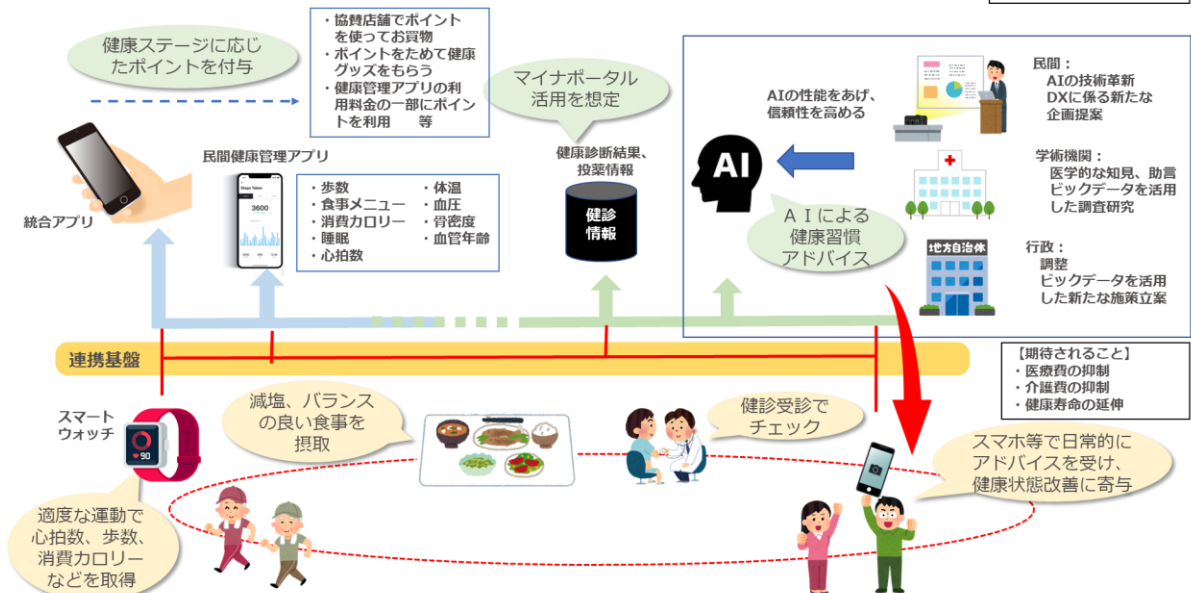 健康ステージに応じ
たポイントを付与
・協賛店舗でポイント
を使ってお買物
・ポイントをためて健康
グッズをもらう
・健康管理アプリの利
用料金の一部にポイン
トを利用 等
マイナポータル
活用を想定
健康診断結果、
投薬情報
健診
情報
統合アプリ
民間健康管理アプリ
Steps Taken
3600
・歩数
・食事メニュー
・消費カロリー
・睡眠
・心拍数
・体温
・血圧
・骨密度
・血管年齢
AIの性能をあげ、
信頼性を高める
AI
AIによる
健康習慣
アドバイス
民間：
AIの技術革新
DXに係る新たな
企画提案
学術機関：
医学的な知見、助言
ビックデータを活用
した調査研究
地方自治体
行政：
調整
ビックデータを活用
した新たな施策立案
連携基盤
【期待されること】
・医療費の抑制
・介護費の抑制
・健康寿命の延伸
スマート
ウォッチ
90
適度な運動で
心拍数、歩数、
消費カロリー
などを取得
減塩、バランス
の良い食事を
摂取
健診受診で
チェック
スマホ等で日常的に
アドバイスを受け、
健康状態改善に寄与